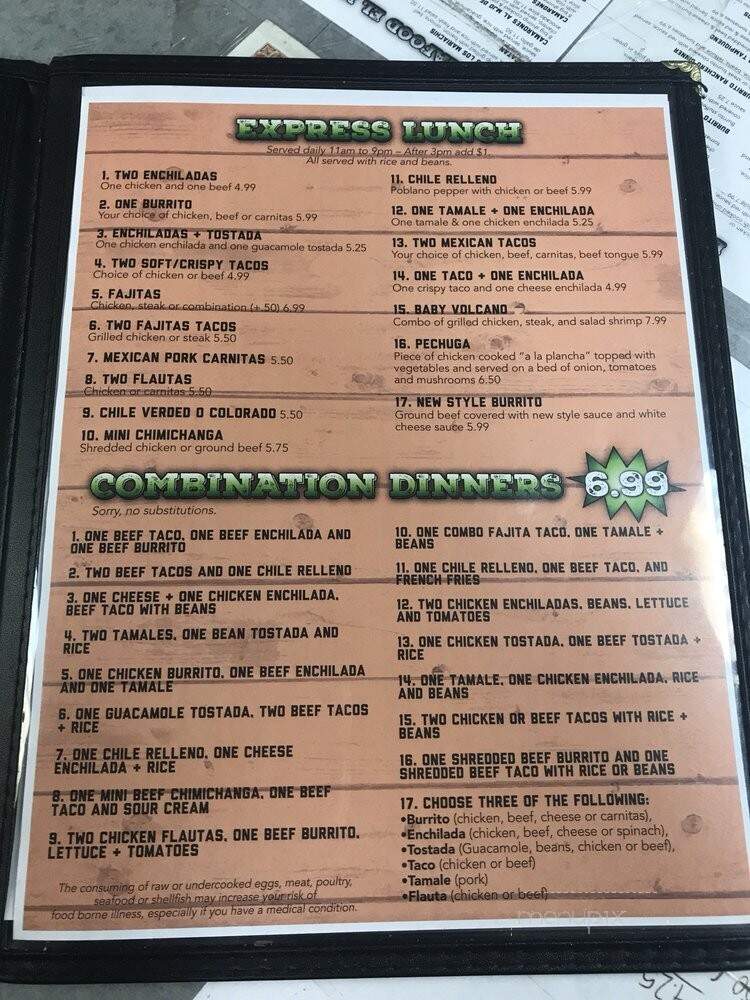 EXPRESS LUNCH
Served daily 11am to 9pm – After 3pm add $1.
All served with rice and beans.
1. TWO ENCHILADAS
One chicken and one beef 4.99
2. ONE BURRITO
Your choice of chicken, beef or carnitas 5.99
3. ENCHILADAS + TOSTADA
One chicken enchilada and one guacamole tostada 5.25
4. TWO SOFT/CRISPY TACOS
Choice of chicken or beef 4.99
5. FAJITAS
Chicken, steak or combination (+.50) 6.99
6. TWO FAJITAS TACOS
Grilled chicken or steak 5.50
7. MEXICAN PORK CARNITAS 5.50
8. TWO FLAUTAS
Chicken or carnitas 5.50
9. CHILE VERDED O COLORADO 5.50
10. MINI CHIMICHANGA
Shredded chicken or ground beef 5.75
11. CHILE RELLENO
Poblano pepper with chicken or beef 5.99
12. ONE TAMALE + ONE ENCHILADA
One tamale & one chicken enchilada 5.25
13. TWO MEXICAN TACOS
Your choice of chicken, beef, carnitas, beef tongue 5.99
14. ONE TACO + ONE ENCHILADA
One crispy taco and one cheese enchilada 4.99
15. BABY VOLCANO
Combo of grilled chicken, steak, and salad shrimp 7.99
16. PECHUGA
Piece of chicken cooked "a la plancha" topped with
vegetables and served on a bed of onion, tomatoes
and mushrooms 6.50
17. NEW STYLE BURRITO
Ground beef covered with new style sauce and white
cheese sauce 5.99
COMBINATION DINNERS 6.99
Sorry, no substitutions.
1. ONE BEEF TACO, ONE BEEF ENCHILADA AND
ONE BEEF BURRITO
2. TWO BEEF TACOS AND ONE CHILE RELLENO
3. ONE CHEESE + ONE CHICKEN ENCHILADA,
BEEF TACO WITH BEANS
4. TWO TAMALES, ONE BEAN TOSTADA AND
RICE
5. ONE CHICKEN BURRITO, ONE BEEF ENCHILADA
AND ONE TAMALE
6. ONE GUACAMOLE TOSTADA, TWO BEEF TACOS
+ RICE
7. ONE CHILE RELLENO, ONE CHEESE
ENCHILADA + RICE
8. ONE MINI BEEF CHIMICHANGA, ONE BEEF
TACO AND SOUR CREAM
9. TWO CHICKEN FLAUTAS, ONE BEEF BURRITO,
LETTUCE + TOMATOES
The consuming of raw or undercooked eggs, meat, poultry,
seafood or shellfish may increase your risk of
food borne illness, especially if you have a medical condition.
10. ONE COMBO FAJITA TACO, ONE TAMALE +
BEANS
11. ONE CHILE RELLENO, ONE BEEF TACO, AND
FRENCH FRIES
12. TWO CHICKEN ENCHILADAS, BEANS, LETTUCE
AND TOMATOES
13. ONE CHICKEN TOSTADA, ONE BEEF TOSTADA +
RICE
14. ONE TAMALE, ONE CHICKEN ENCHILADA, RICE
AND BEANS
15. TWO CHICKEN OR BEEF TACOS WITH RICE +
BEANS
16. ONE SHREDDED BEEF BURRITO AND ONE
SHREDDED BEEF TACO WITH RICE OR BEANS
17. CHOOSE THREE OF THE FOLLOWING:
•Burrito (chicken, beef, cheese or carnitas),
•Enchilada (chicken, beef, cheese or spinach),
•Tostada (Guacamole, beans, chicken or beef),
•Taco (chicken or beef)
•Tamale (pork)
•Flauta (chicken or beef)
menupix